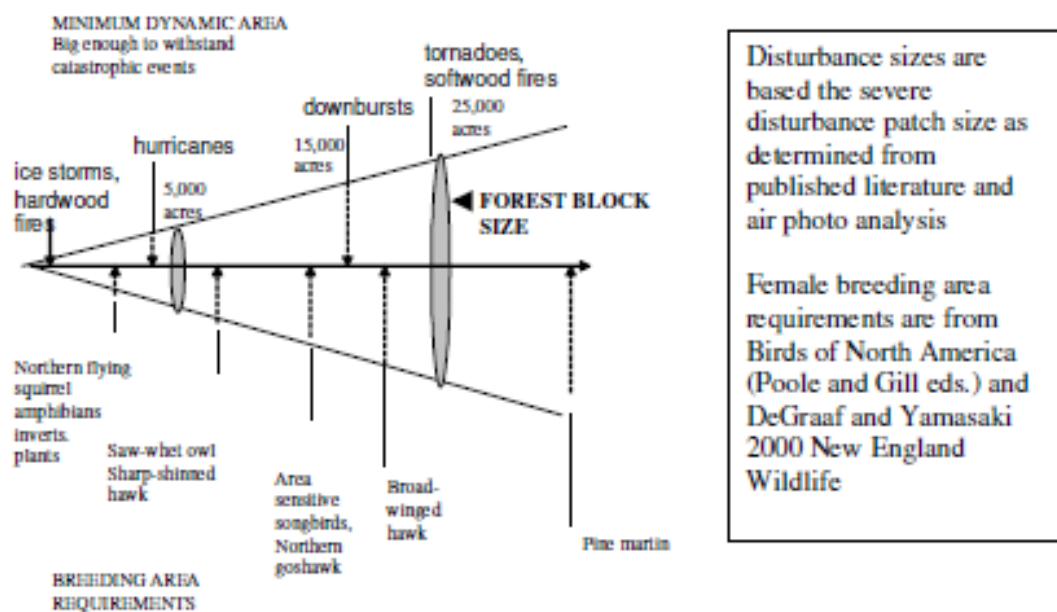 MINIMUM DYNAMIC AREA
Big enough to withstand
catastrophic events
tornadoes,
softwood fires
25,000
acres
downbursts
15,000
acres
hurricanes
5,000
acres
ice storms,
hardwood
fires
FOREST BLOCK
SIZE
Northern flying
squirrel
amphibians
inverts.
plants
Saw-whet owl
Sharp-shinned
hawk
Area
sensitive
songbirds,
Northern
goshawk
Broad-
winged
hawk
Pine martin
BREEDING AREA
REQUIREMENTS
Disturbance sizes are
based the severe
disturbance patch size as
determined from
published literature and
air photo analysis
Female breeding area
requirements are from
Birds of North America
(Poole and Gill eds.) and
DeGraaf and Yamasaki
2000 New England
Wildlife